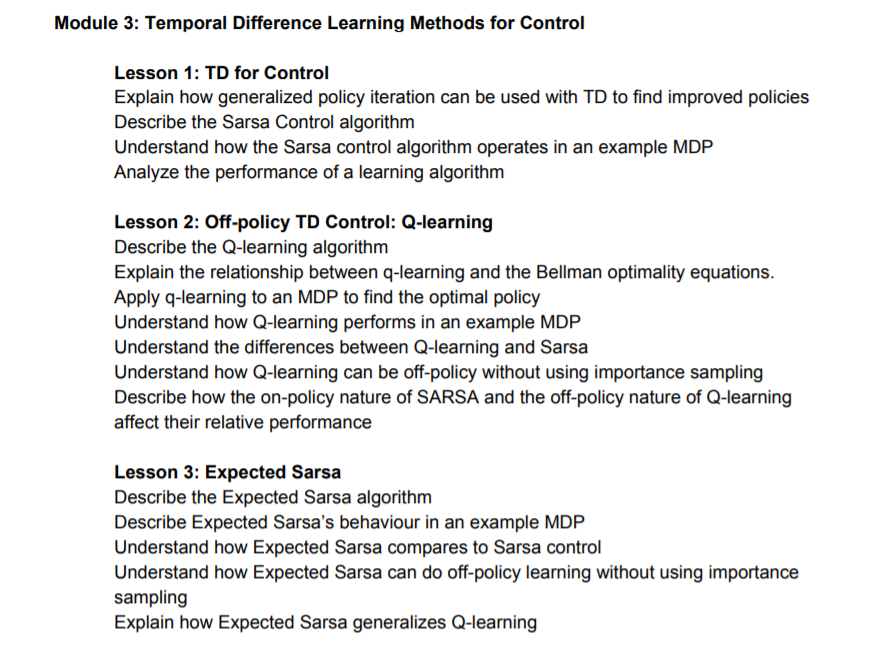 Module 3: Temporal Difference Learning Methods for Control
Lesson 1: TD for Control
Explain how generalized policy iteration can be used with TD to find improved policies
Describe the Sarsa Control algorithm
Understand how the Sarsa control algorithm operates in an example MDP
Analyze the performance of a learning algorithm
Lesson 2: Off-policy TD Control: Q-learning
Describe the Q-learning algorithm
Explain the relationship between q-learning and the Bellman optimality equations.
Apply q-learning to an MDP to find the optimal policy
Understand how Q-learning performs in an example MDP
Understand the differences between Q-learning and Sarsa
Understand how Q-learning can be off-policy without using importance sampling
Describe how the on-policy nature of SARSA and the off-policy nature of Q-learning
affect their relative performance
Lesson 3: Expected Sarsa
Describe the Expected Sarsa algorithm
Describe Expected Sarsa's behaviour in an example MDP
Understand how Expected Sarsa compares to Sarsa control
Understand how Expected Sarsa can do off-policy learning without using importance
sampling
Explain how Expected Sarsa generalizes Q-learning